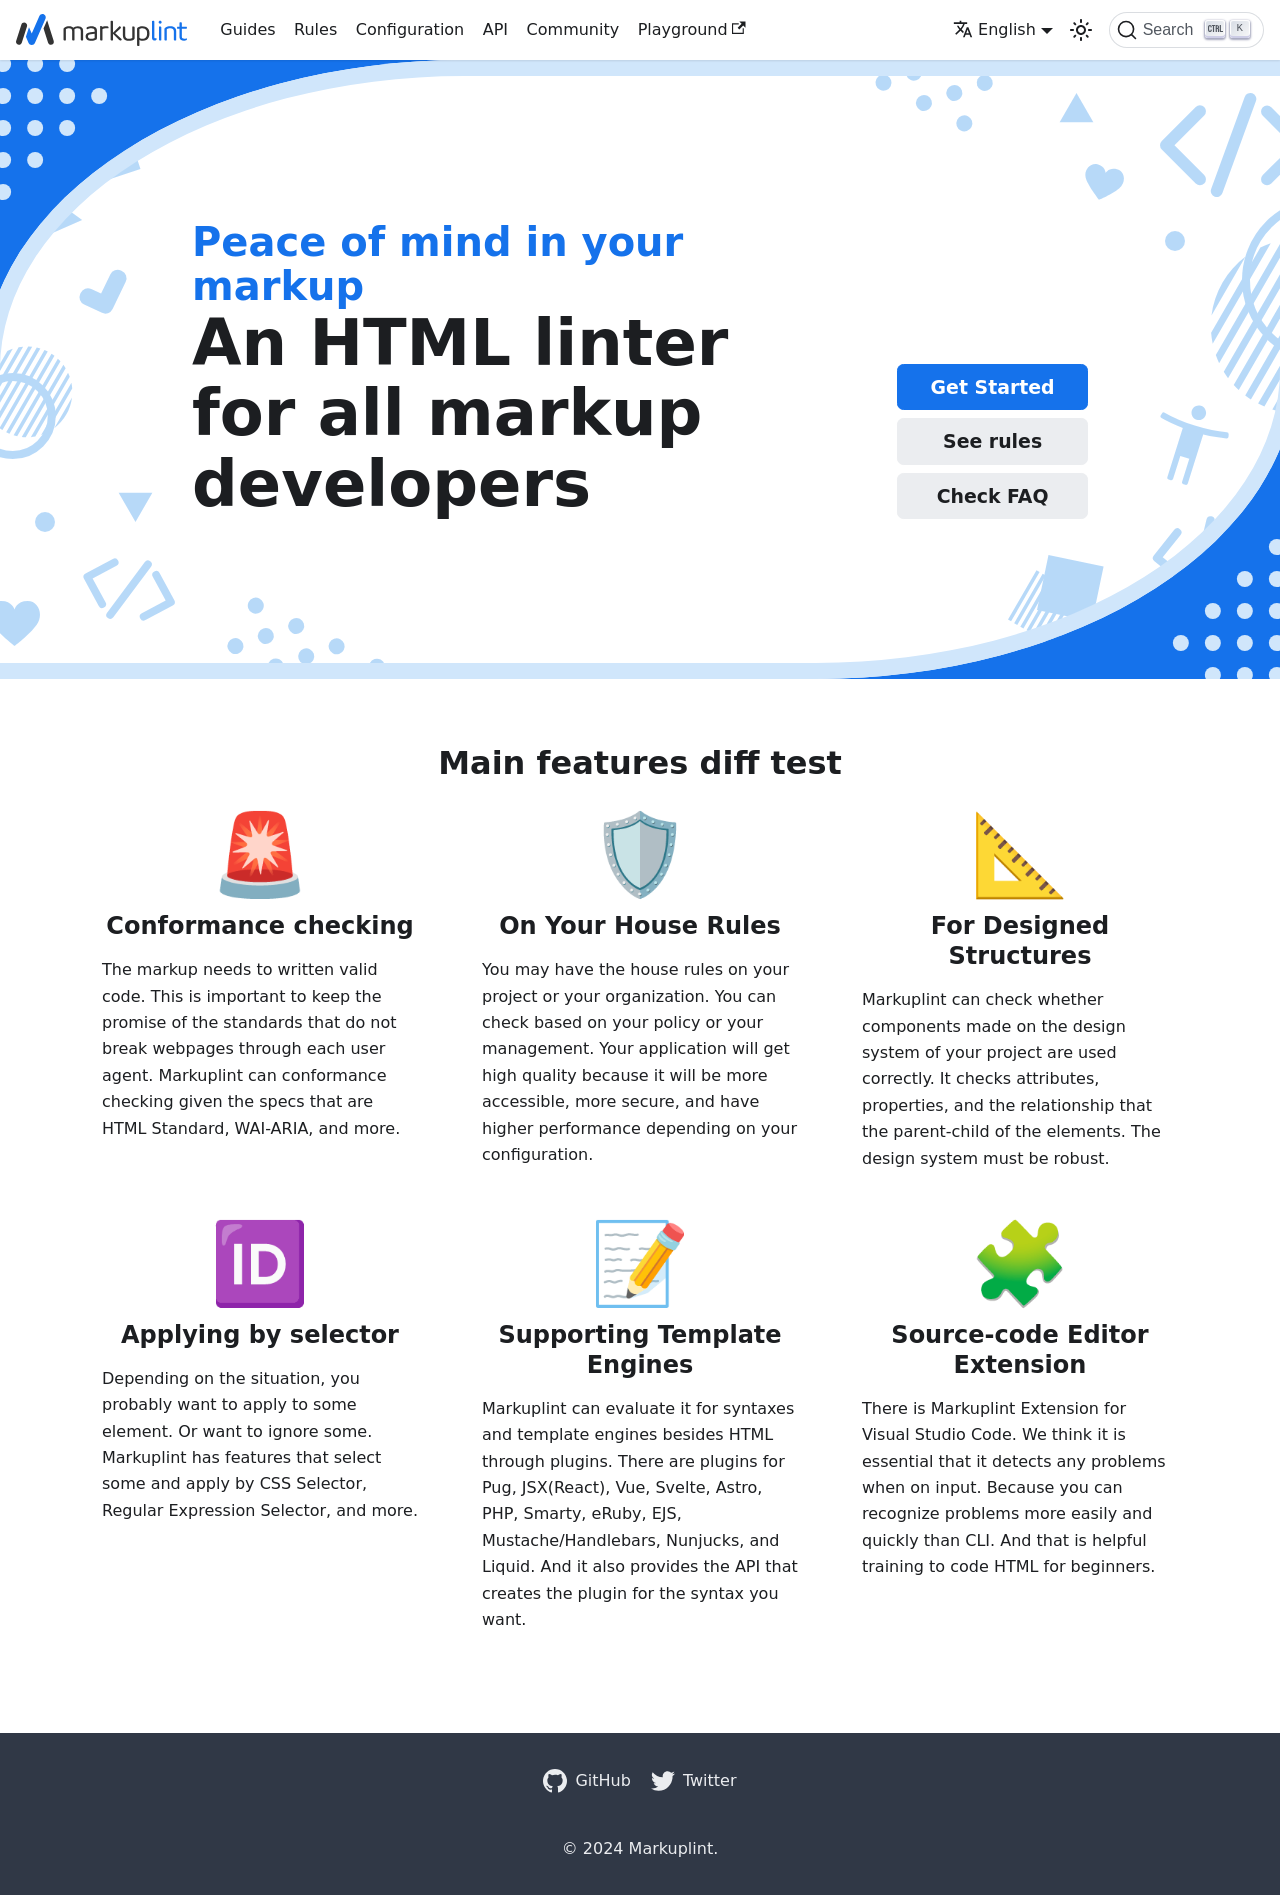 markuplint Guides Rules Configuration API Community Playground English Search CTRL K
Peace of mind in your
markup
An HTML linter
for all markup
developers
Get Started
See rules
Check FAQ
Main features diff test
Conformance checking
The markup needs to written valid
code. This is important to keep the
promise of the standards that do not
break webpages through each user
agent. Markuplint can conformance
checking given the specs that are
HTML Standard, WAI-ARIA, and more.
On Your House Rules
You may have the house rules on your
project or your organization. You can
check based on your policy or your
management. Your application will get
high quality because it will be more
accessible, more secure, and have
higher performance depending on your
configuration.
For Designed
Structures
Markuplint can check whether
components made on the design
system of your project are used
correctly. It checks attributes,
properties, and the relationship that
the parent-child of the elements. The
design system must be robust.
ID
Applying by selector
Depending on the situation, you
probably want to apply to some
element. Or want to ignore some.
Markuplint has features that select
some and apply by CSS Selector,
Regular Expression Selector, and more.
Supporting Template
Engines
Markuplint can evaluate it for syntaxes
and template engines besides HTML
through plugins. There are plugins for
Pug, JSX(React), Vue, Svelte, Astro,
PHP, Smarty, eRuby, EJS,
Mustache/Handlebars, Nunjucks, and
Liquid. And it also provides the API that
creates the plugin for the syntax you
want.
Source-code Editor
Extension
There is Markuplint Extension for
Visual Studio Code. We think it is
essential that it detects any problems
when on input. Because you can
recognize problems more easily and
quickly than CLI. And that is helpful
training to code HTML for beginners.
GitHub Twitter
© 2024 Markuplint.